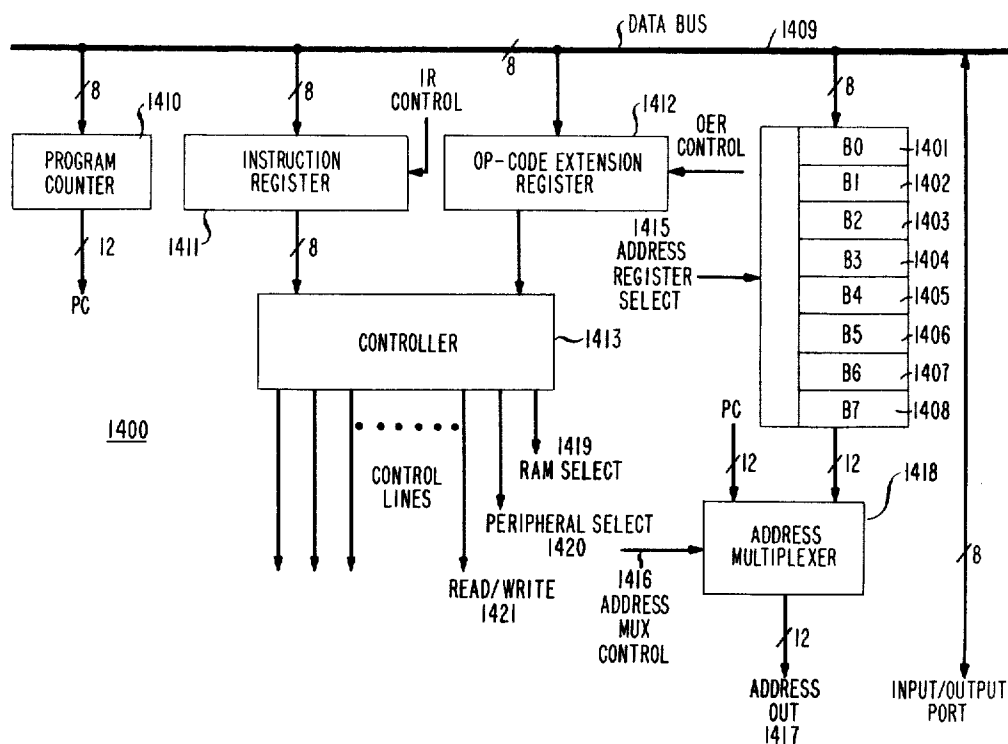 DATA BUS
1409
8
8
8
8
1410
IR
CONTROL
1412
OER
CONTROL
PROGRAM
COUNTER
INSTRUCTION
REGISTER
OP-CODE EXTENSION
REGISTER
B0
1401
B1
1402
B2
1403
B3
1404
B4
1405
B5
1406
B6
1407
B7
1408
12
1411
8
1415
ADDRESS
REGISTER
SELECT
PC
CONTROLLER
1413
1400
PC
12
12
1418
1419
RAM SELECT
CONTROL
LINES
PERIPHERAL SELECT
1420
ADDRESS
MULTIPLEXER
8
READ/WRITE
1421
1416
ADDRESS
MUX
CONTROL
12
ADDRESS
OUT
1417
INPUT/OUTPUT
PORT